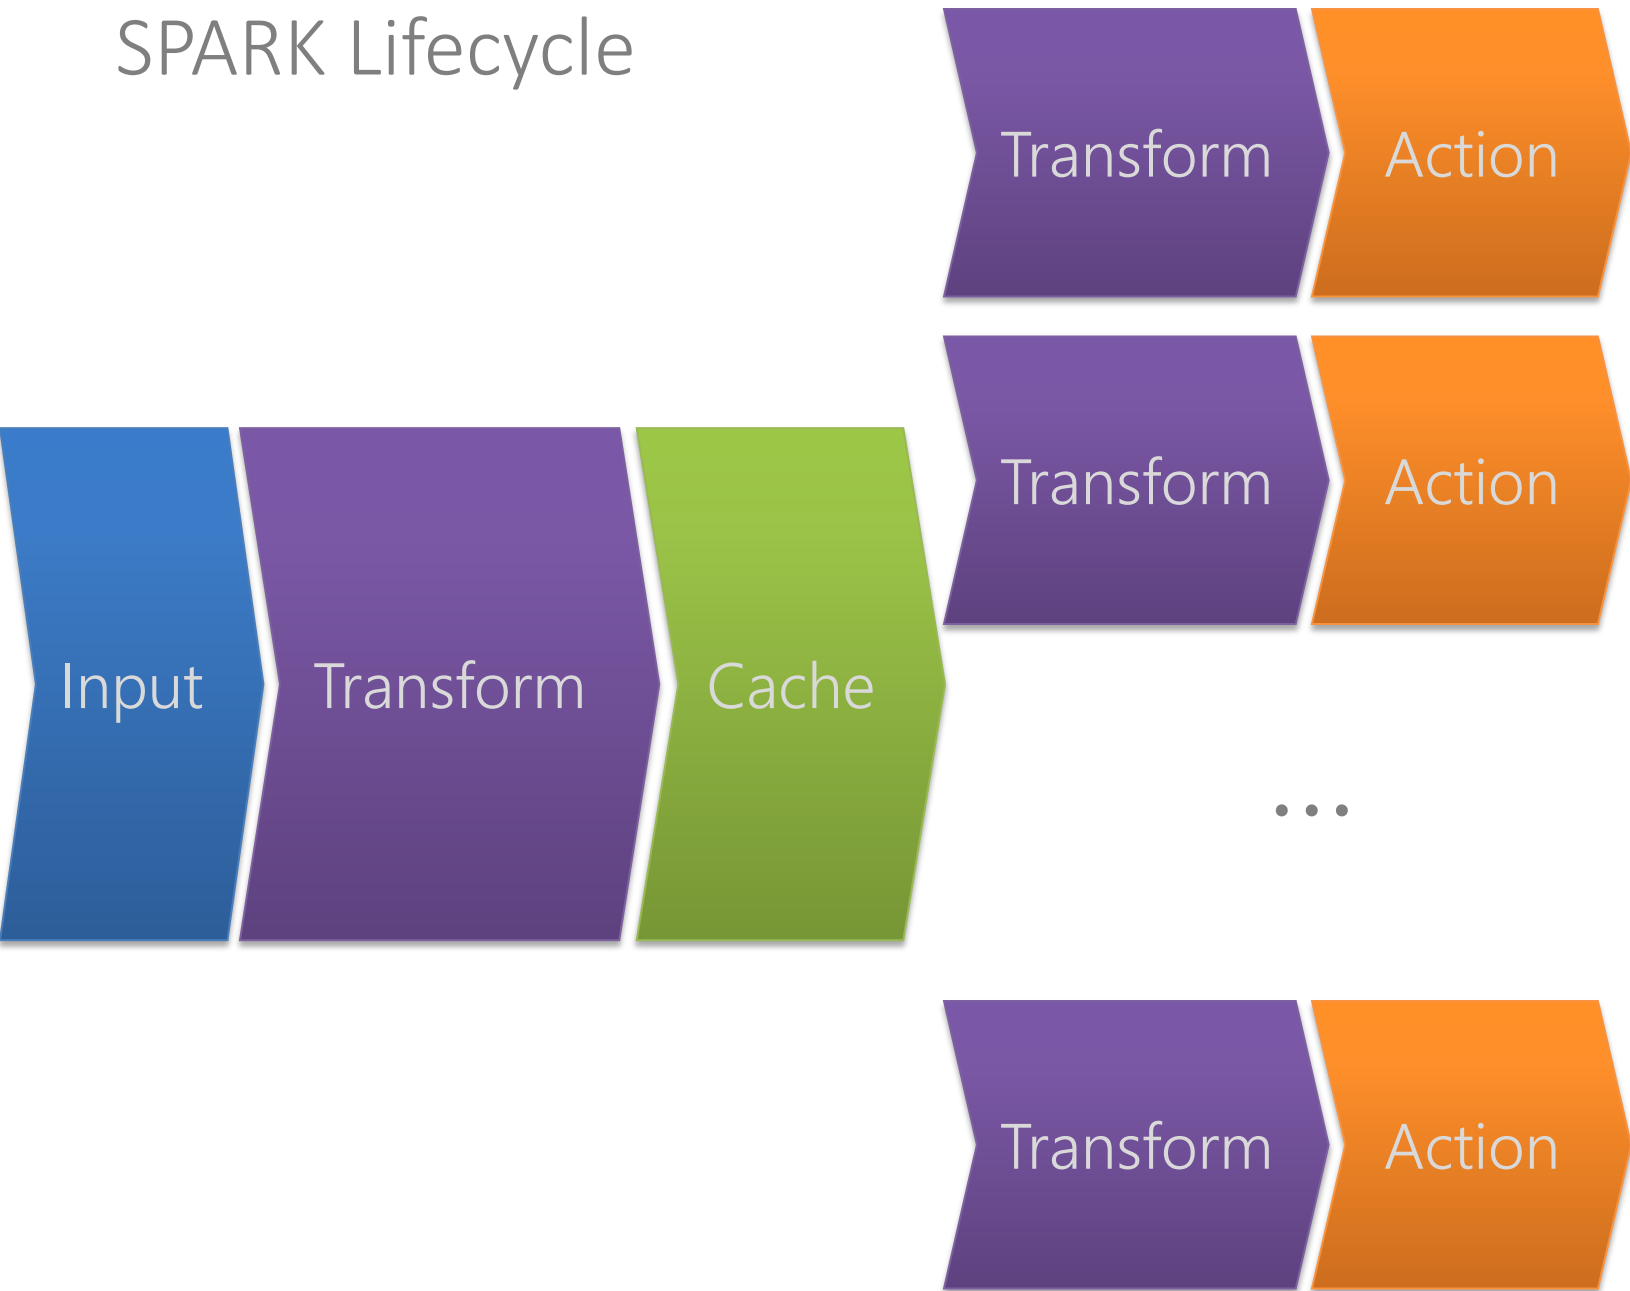 SPARK Lifecycle
Transform
Action
Transform
Action
Input
Transform
Cache
...
Transform
Action